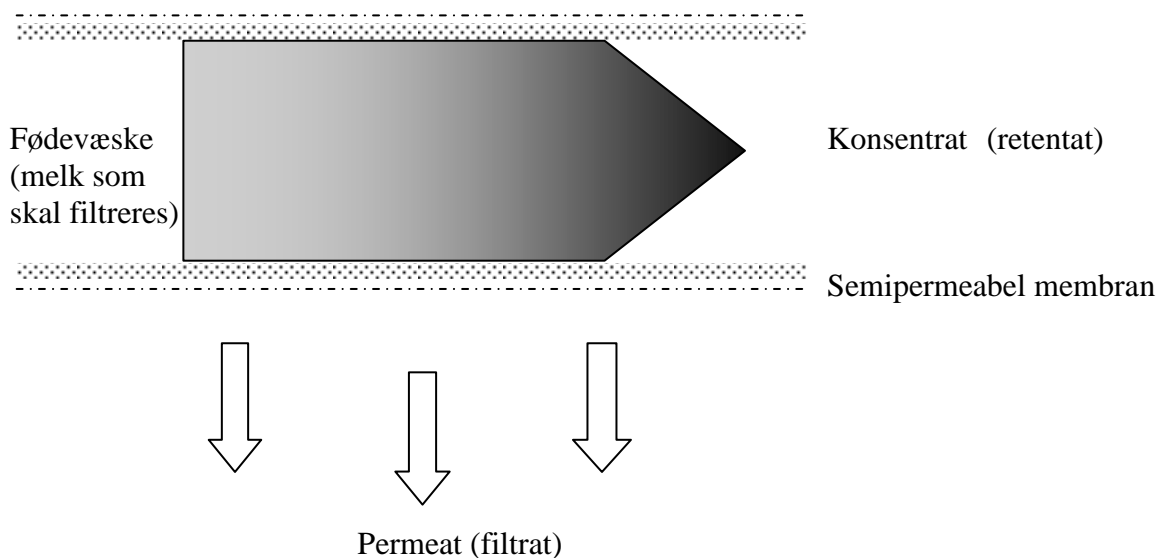 Fødevæske
(melk som
skal filtreres)
Konsentrat (retentat)
Semipermeabel membran
Permeat (filtrat)